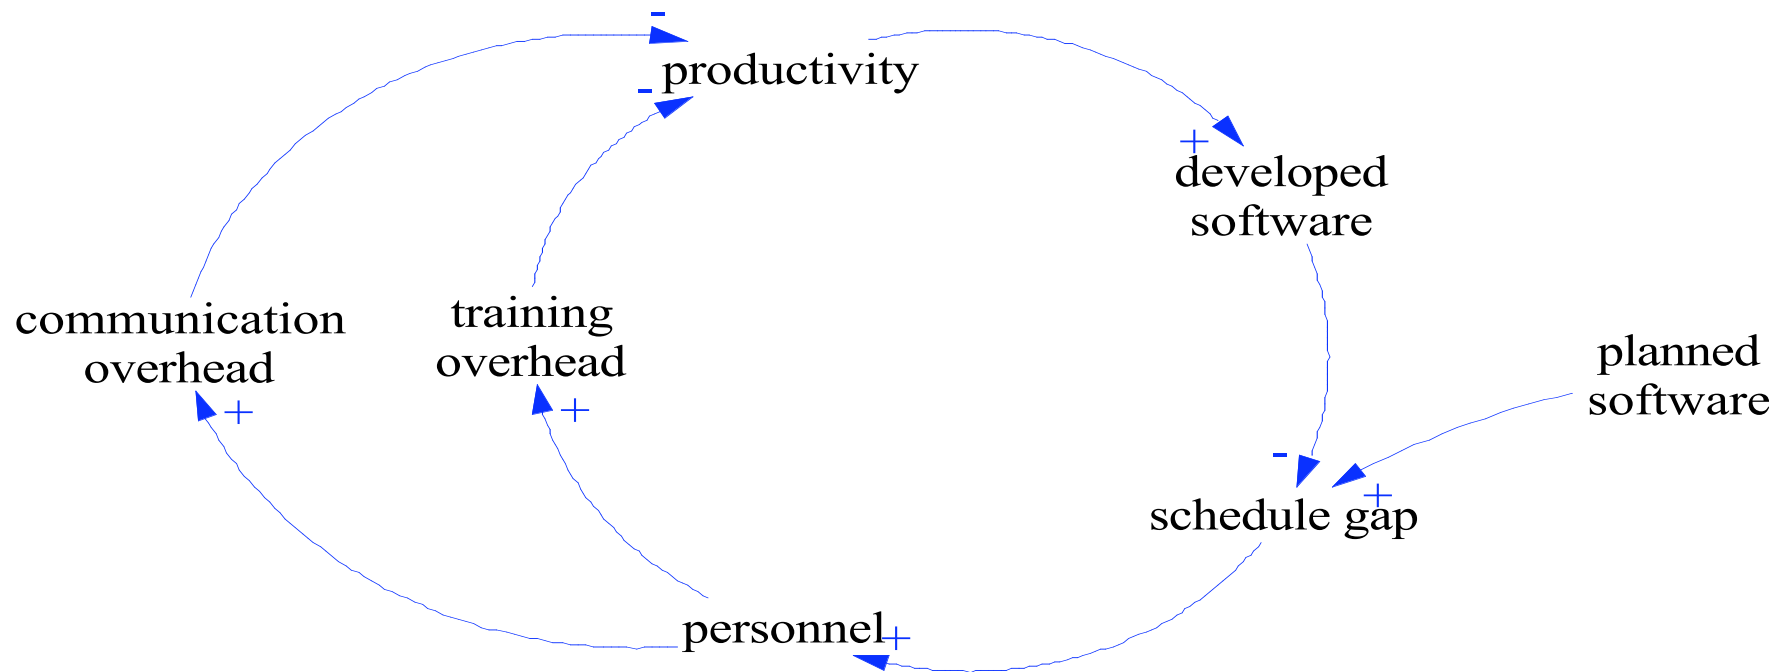 -
productivity
-
+
developed
software
communication
overhead
+
training
overhead
+
planned
software
-
+
schedule gap
personnel+